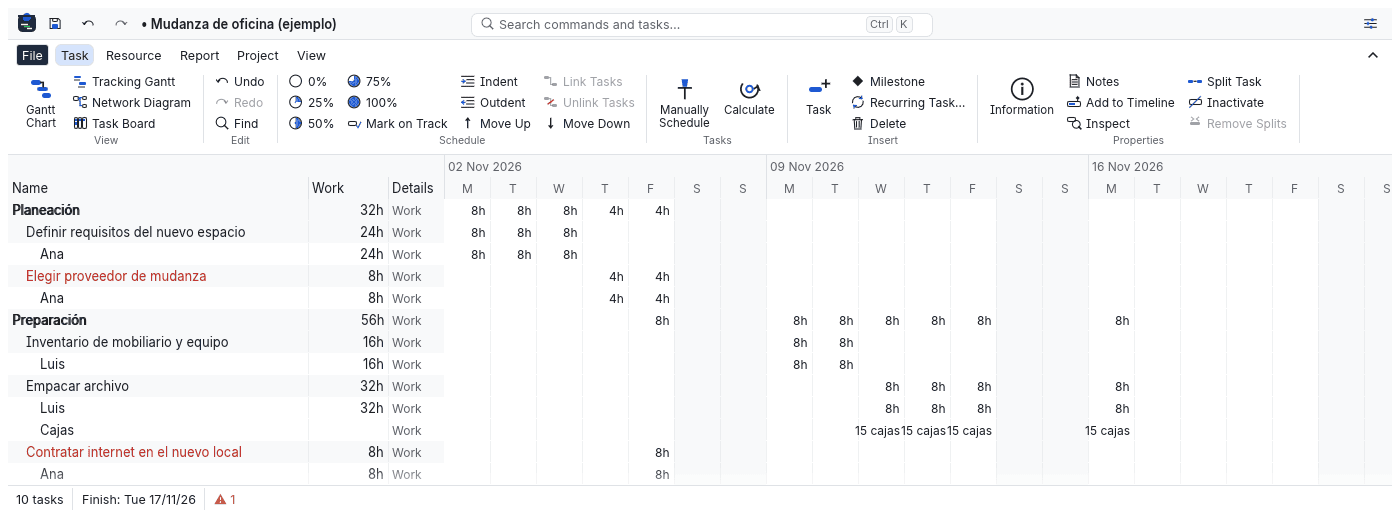 • Mudanza de oficina (ejemplo) Search commands and tasks... Ctrl K
File Task Resource Report Project View
Gantt Chart Tracking Gantt Network Diagram Task Board View
Undo Redo Find Edit
0% 25% 50% 75% 100% Mark on Track Indent Outdent Move Up Link Tasks Unlink Tasks Move Down Schedule
Manually Schedule Calculate Tasks
Task Milestone Recurring Task... Delete Insert
Information Notes Add to Timeline Inspect Split Task Inactivate Remove Splits Properties
02 Nov 2026 09 Nov 2026 16 Nov 2026
Name Work Details M T W T F S S M T W T F S S M T W T F S S
Planeación 32h Work 8h 8h 8h 4h 4h
Definir requisitos del nuevo espacio 24h Work 8h 8h 8h
Ana 24h Work 8h 8h 8h
Elegir proveedor de mudanza 8h Work 4h 4h
Ana 8h Work 4h 4h
Preparación 56h Work 8h 8h 8h 8h 8h 8h 8h
Inventario de mobiliario y equipo 16h Work 8h 8h
Luis 16h Work 8h 8h
Empacar archivo 32h Work 8h 8h 8h 8h
Luis 32h Work 8h 8h 8h 8h
Cajas Work 15 cajas 15 cajas 15 cajas 15 cajas
Contratar internet en el nuevo local 8h Work 8h
Ana 8h Work 8h
10 tasks Finish: Tue 17/11/26 1